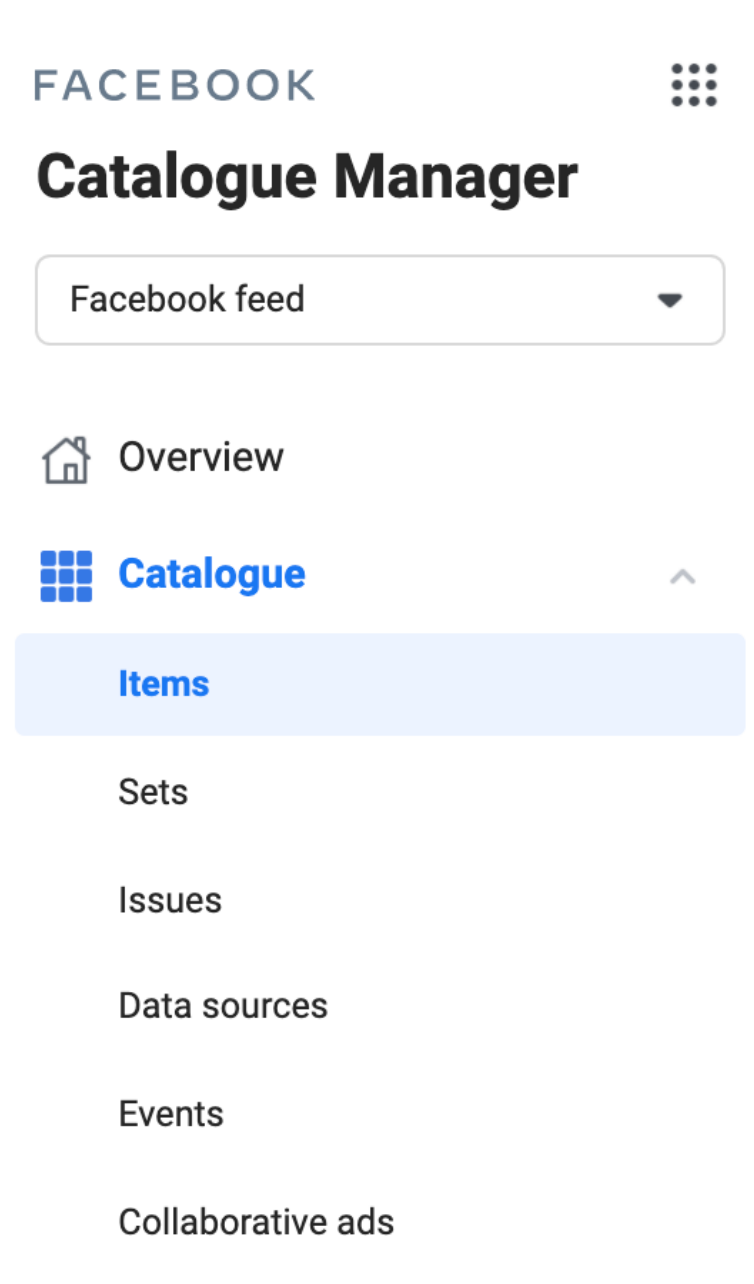 FACEBOOK
Catalogue Manager
Facebook feed
Overview
Catalogue
Items
Sets
Issues
Data sources
Events
Collaborative ads